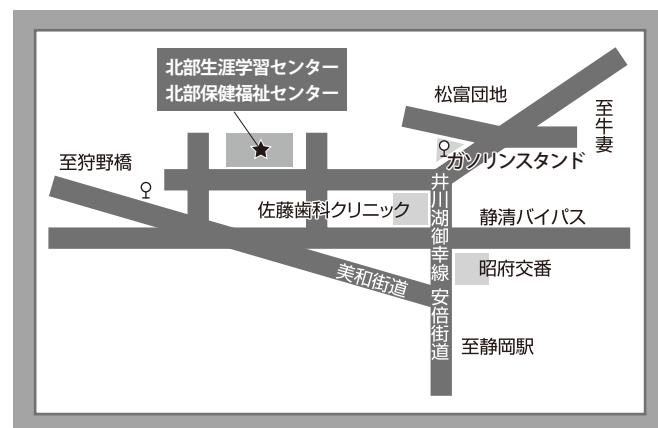 北部生涯学習センター
北部保健福祉センター
松富団地
至牛妻
至狩野橋
ガソリンスタンド
佐藤歯科クリニック
井川湖御幸線 安倍街道
静清バイパス
昭府交番
美和街道
至静岡駅